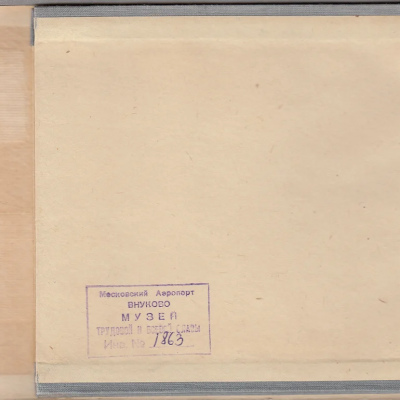 Московский Аэропорт
ВНУКОВО
МУЗЕЙ
ТРУДОВОЙ И БОЕВОЙ СЛАВЫ
Инв. № 1863